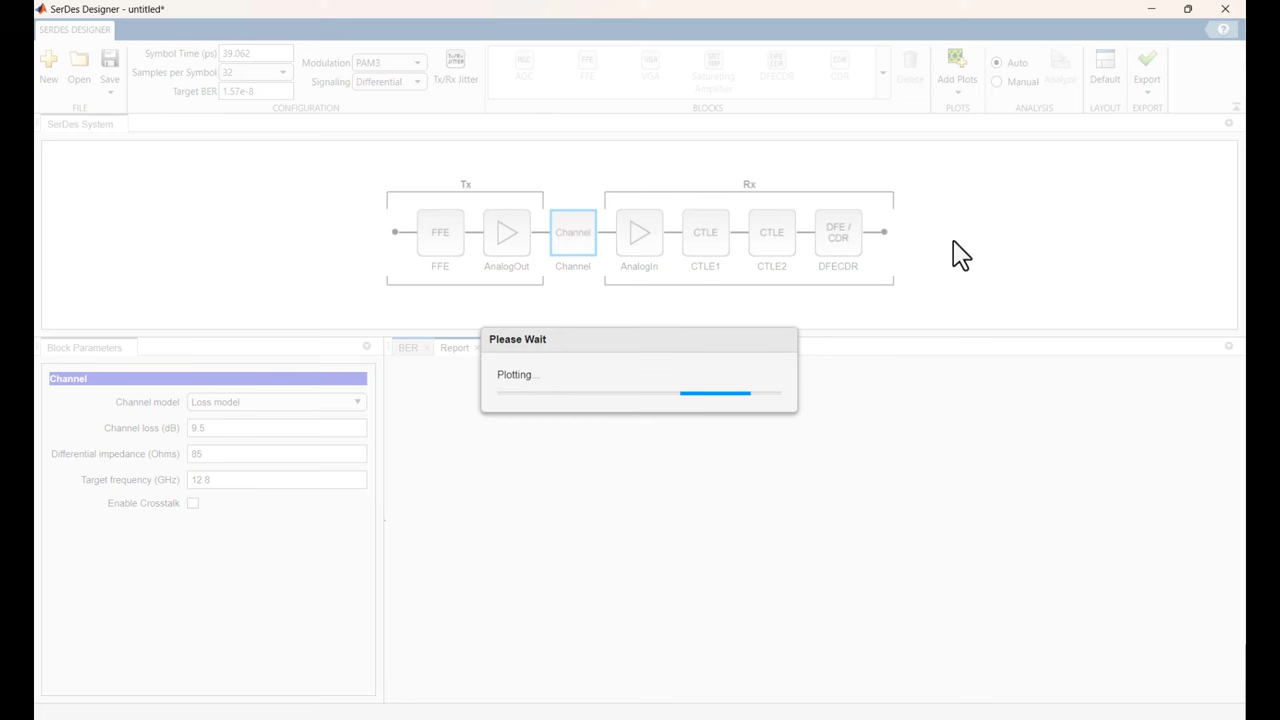 SerDes Designer - untitled*
SERDES DESIGNER
?
New
Open
Save
FILE
Symbol Time (ps) 39.062
Samples per Symbol 32
Target BER 1.57e-8
Modulation PAM3
Signaling Differential
Tx/Rx Jitter
CONFIGURATION
AGC
FFE
VGA
Saturating
Amplifier
DFECDR
CDR
BLOCKS
Delete
Add Plots
PLOTS
Auto
Manual
Analyze
ANALYSIS
Default
LAYOUT
Export
EXPORT
SerDes System
Tx
Rx
FFE
Channel
CTLE
CTLE
DFE /
CDR
FFE
AnalogOut
Channel
AnalogIn
CTLE1
CTLE2
DFECDR
Block Parameters
BER
Report
Please Wait
Plotting...
Channel
Channel model Loss model
Channel loss (dB) 9.5
Differential impedance (Ohms) 85
Target frequency (GHz) 12.8
Enable Crosstalk